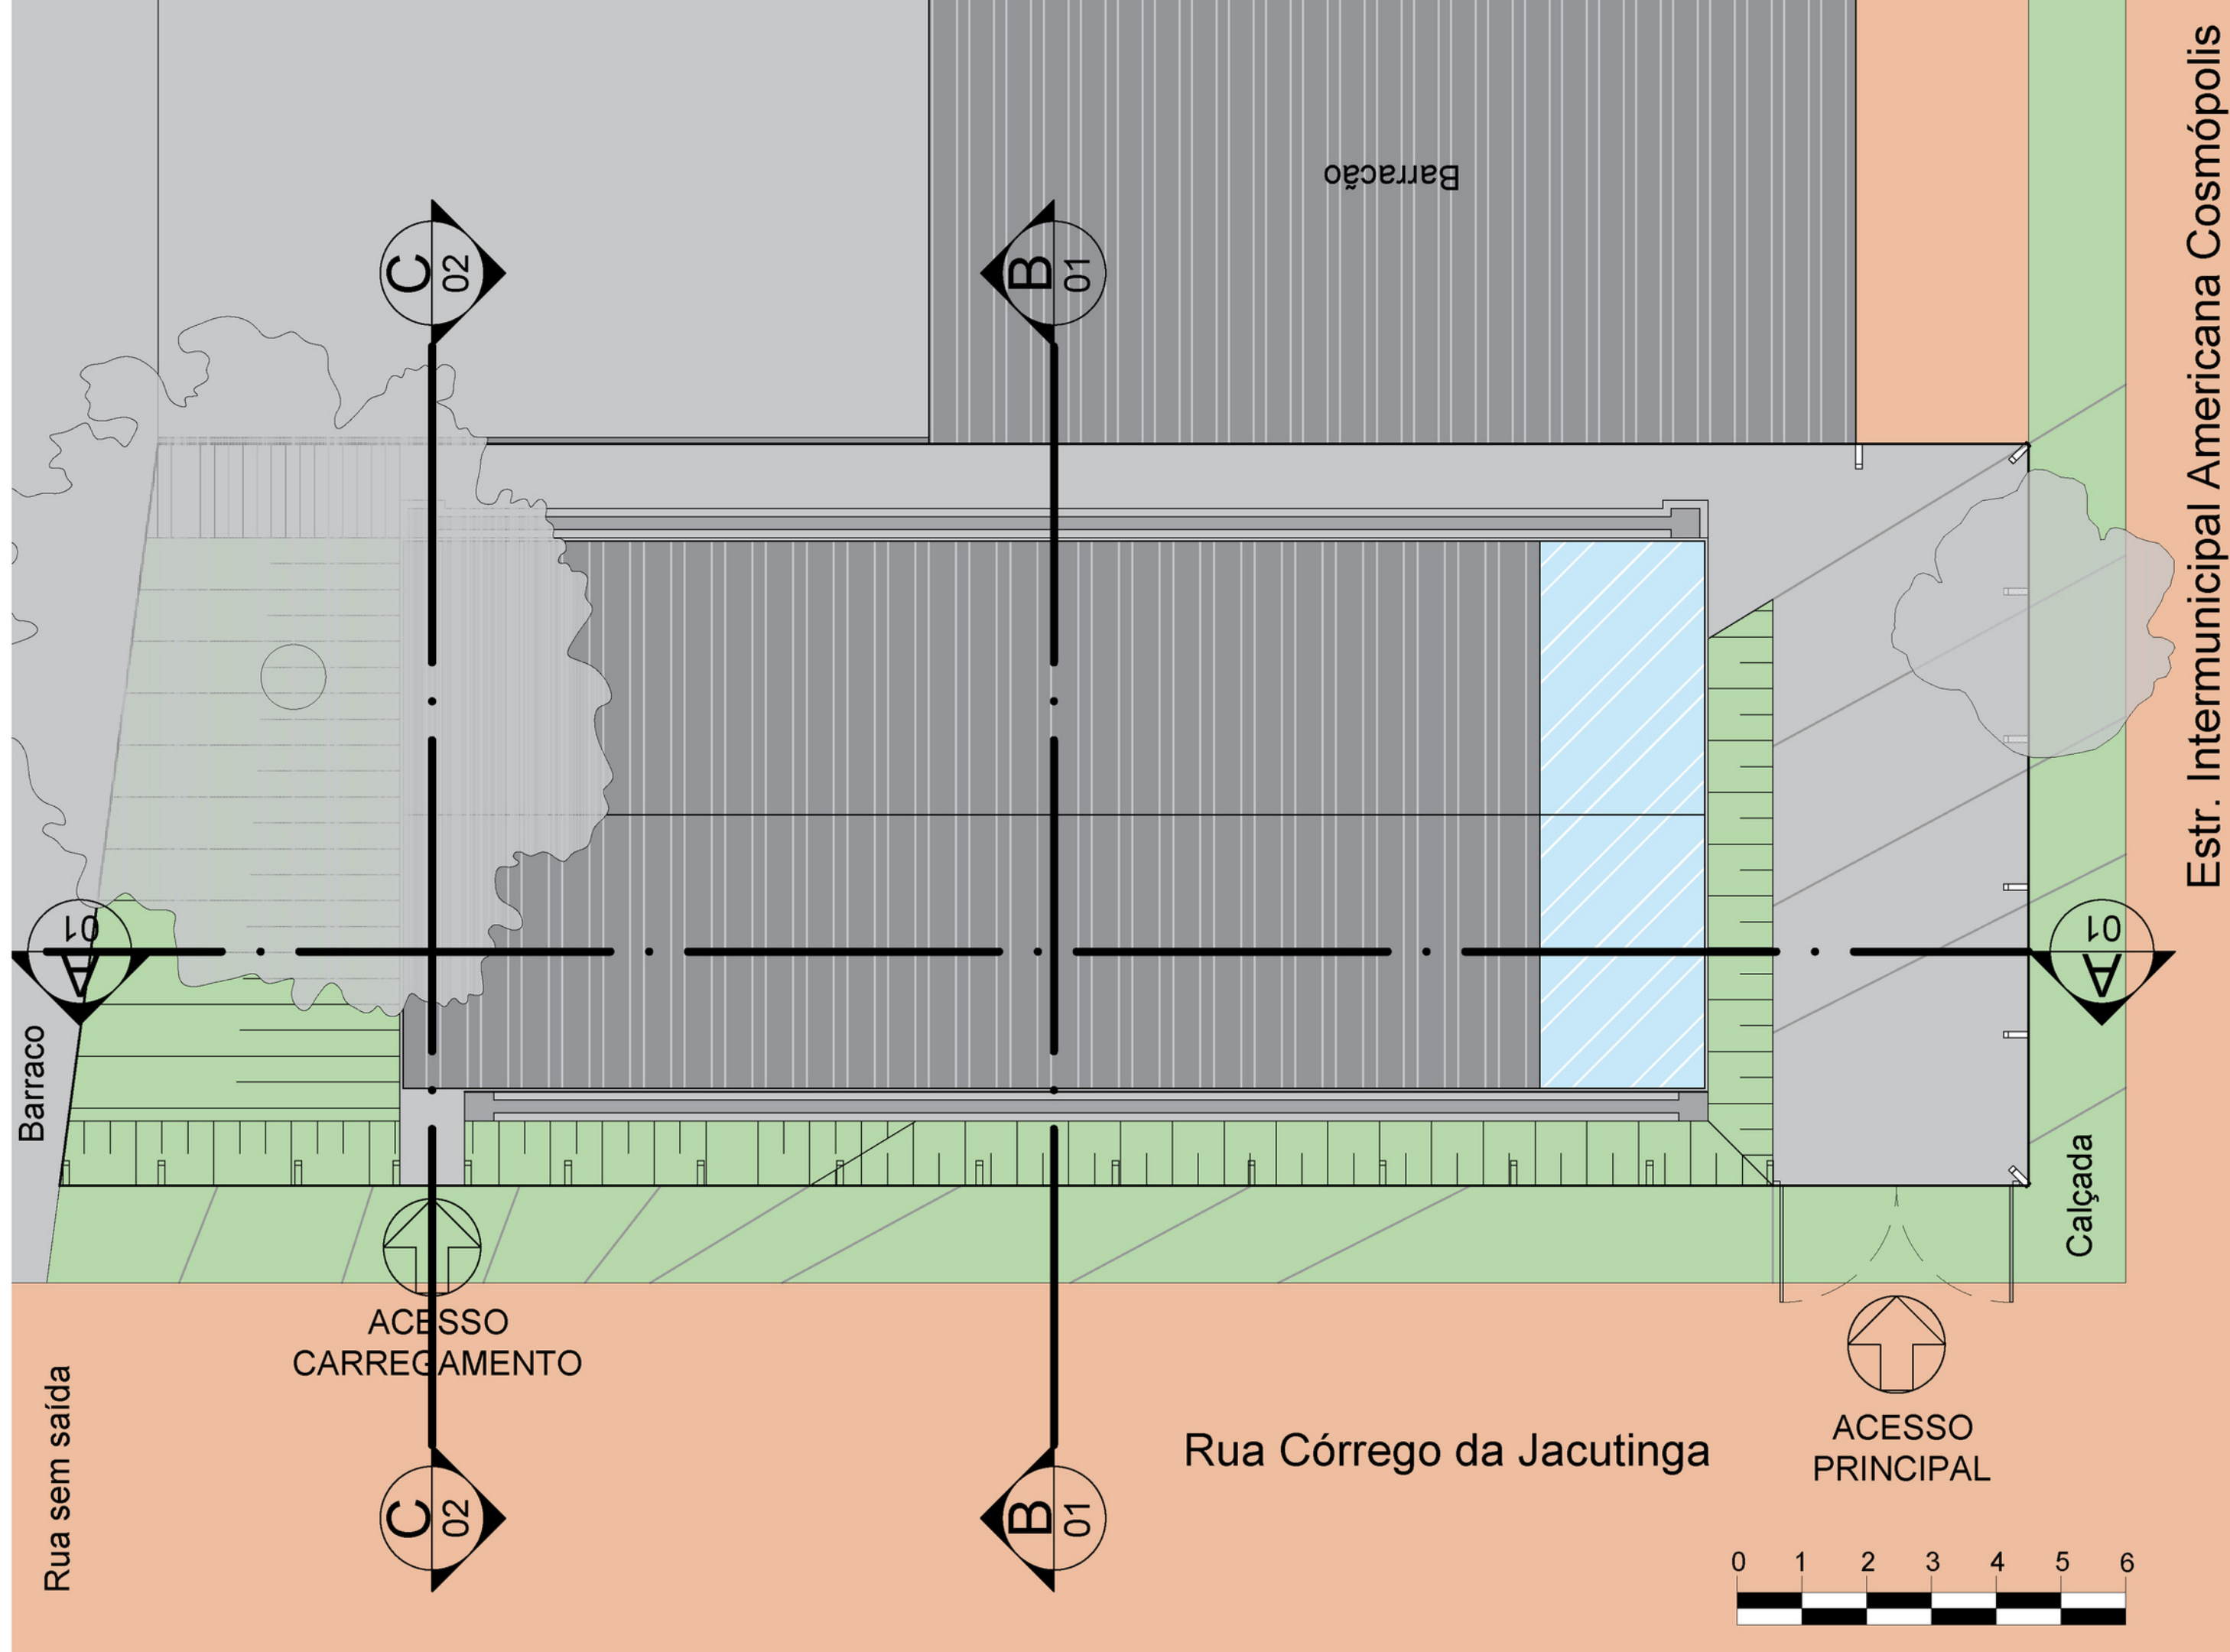 Barracão
Estr. Intermunicipal Americana Cosmópolis
C
02
B
01
A
01
A
01
Barraco
Calçada
ACESSO
CARREGAMENTO
Rua sem saída
Rua Córrego da Jacutinga
ACESSO
PRINCIPAL
C
02
B
01
0 1 2 3 4 5 6